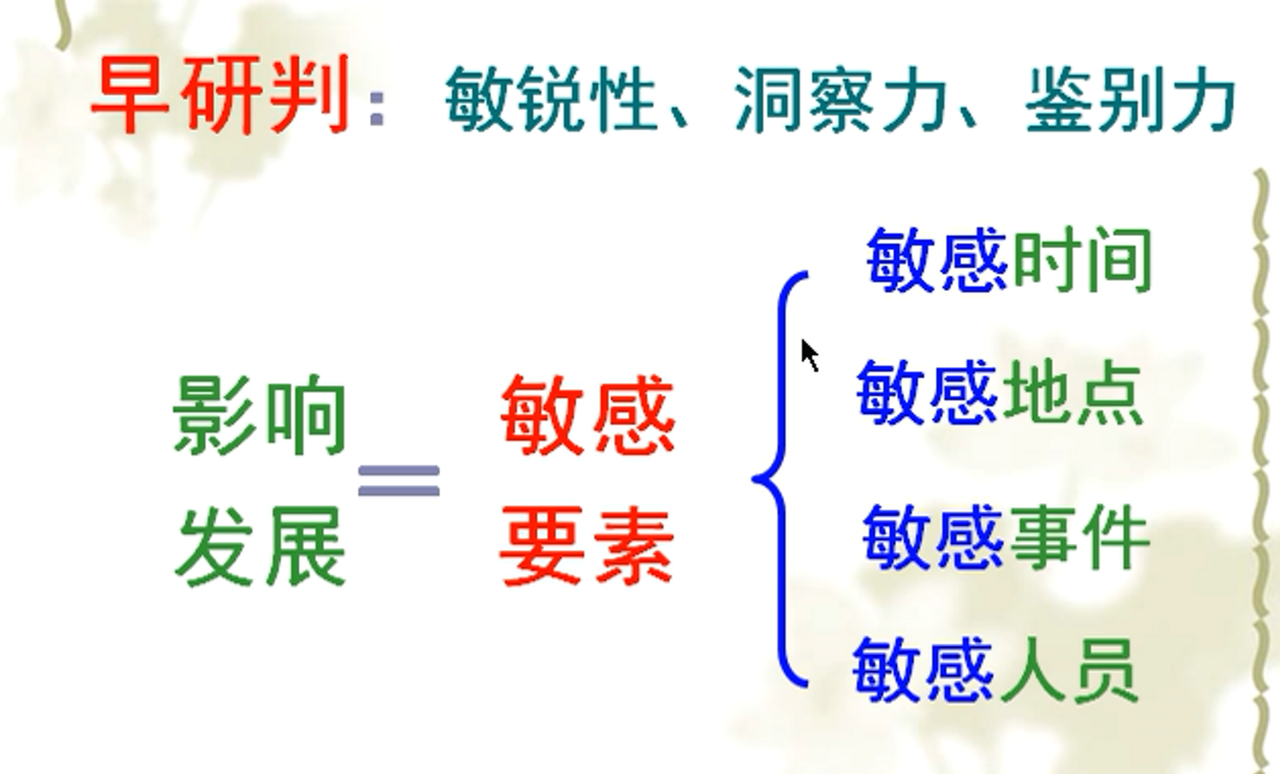 早研判：敏锐性、洞察力、鉴别力
敏感时间
敏感地点
影响 = 敏感
发展 要素
敏感事件
敏感人员